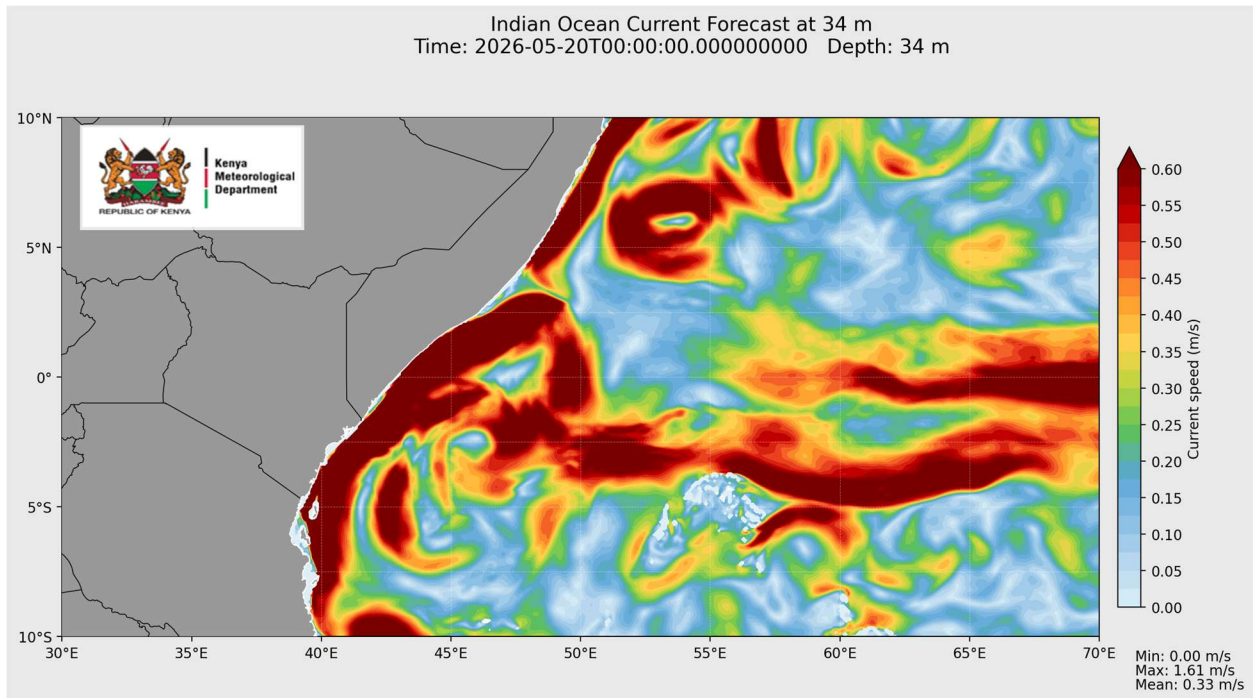 Indian Ocean Current Forecast at 34 m
Time: 2026-05-20T00:00:00.000000000   Depth: 34 m
10°N
5°N
0°
5°S
10°S
Kenya
Meteorological
Department
REPUBLIC OF KENYA
30°E
35°E
40°E
45°E
50°E
55°E
60°E
65°E
70°E
0.60
0.55
0.50
0.45
0.40
0.35
0.30
0.25
0.20
0.15
0.10
0.05
0.00
Current speed (m/s)
Min: 0.00 m/s
Max: 1.61 m/s
Mean: 0.33 m/s